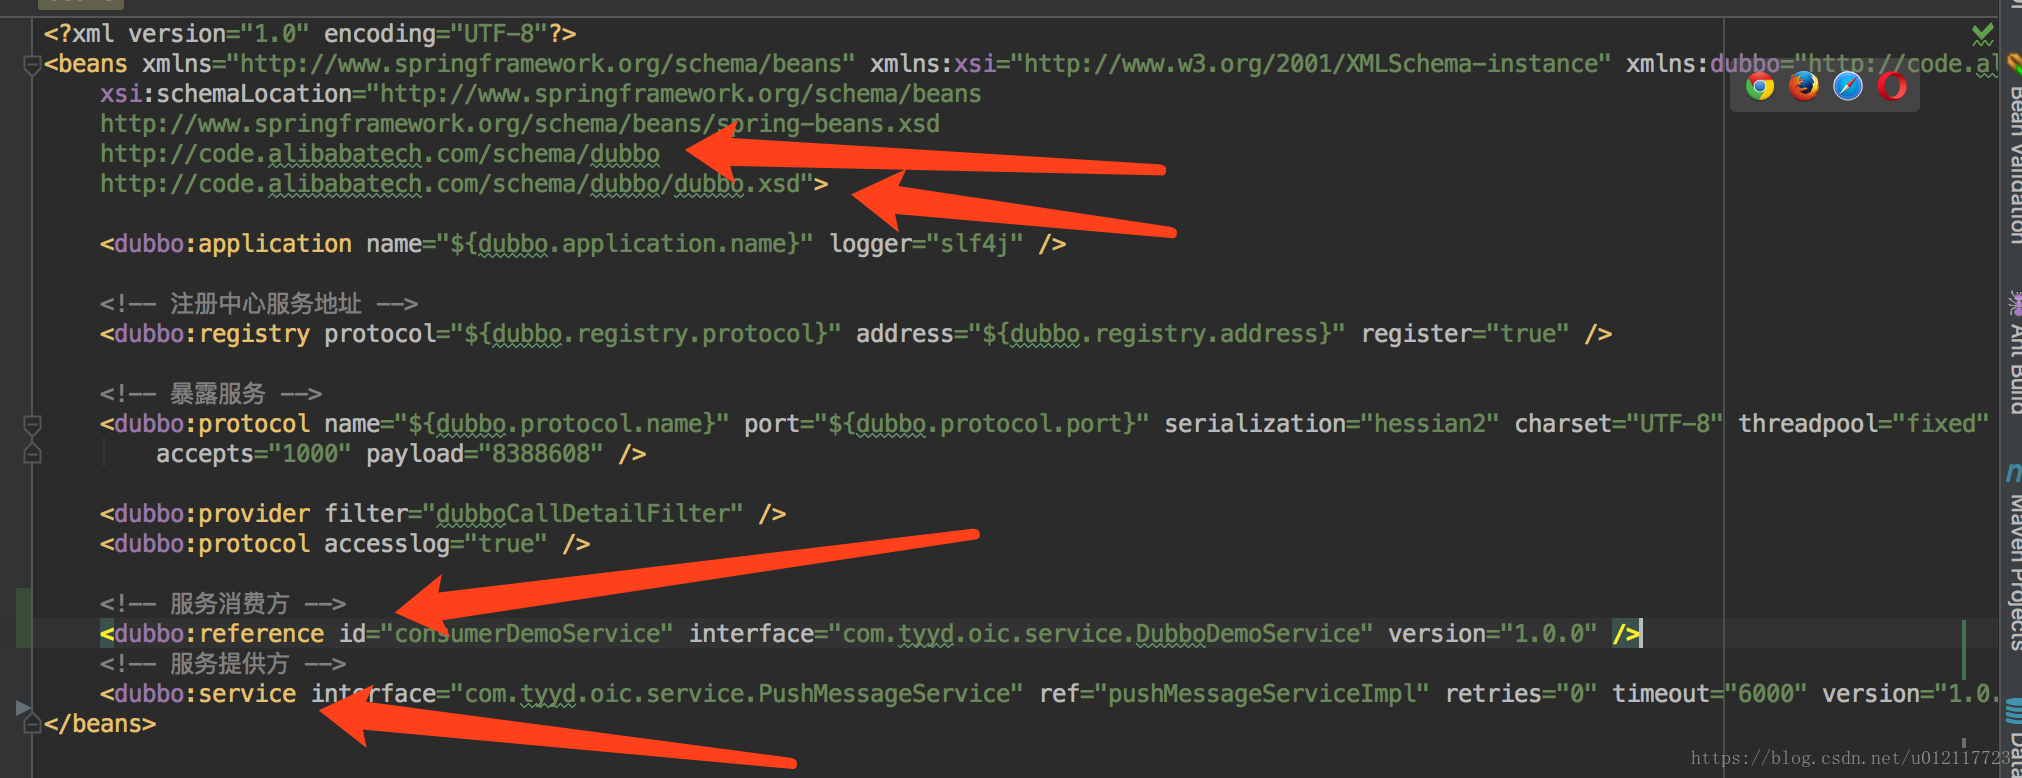 <?xml version="1.0" encoding="UTF-8"?>
<beans xmlns="http://www.springframework.org/schema/beans" xmlns:xsi="http://www.w3.org/2001/XMLSchema-instance" xmlns:dubbo="http://code.al
xsi:schemaLocation="http://www.springframework.org/schema/beans
http://www.springframework.org/schema/beans/spring-beans.xsd
http://code.alibabatech.com/schema/dubbo
http://code.alibabatech.com/schema/dubbo/dubbo.xsd">
<dubbo:application name="${dubbo.application.name}" logger="slf4j" />
<!-- 注册中心服务地址 -->
<dubbo:registry protocol="${dubbo.registry.protocol}" address="${dubbo.registry.address}" register="true" />
<!-- 暴露服务 -->
<dubbo:protocol name="${dubbo.protocol.name}" port="${dubbo.protocol.port}" serialization="hessian2" charset="UTF-8" threadpool="fixed"
accepts="1000" payload="8388608" />
<dubbo:provider filter="dubboCallDetailFilter" />
<dubbo:protocol accesslog="true" />
<!-- 服务消费方 -->
<dubbo:reference id="consumerDemoService" interface="com.tyyd.oic.service.DubboDemoService" version="1.0.0" />
<!-- 服务提供方 -->
<dubbo:service interface="com.tyyd.oic.service.PushMessageService" ref="pushMessageServiceImpl" retries="0" timeout="6000" version="1.0.
</beans>
Bean Validation
Ant Build
Maven Projects
Data
https://blog.csdn.net/u012117723